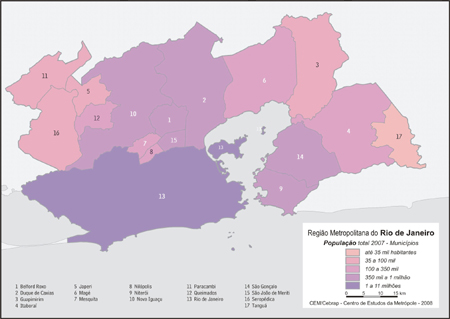 11
5
16
12
10
2
6
3
1
15
7
8
13
13
14
4
17
9
Região Metropolitana do Rio de Janeiro
População total 2007 - Municípios
até 35 mil habitantes
35 a 100 mil
100 a 350 mil
350 mil a 1 milhão
1 a 11 milhões
0 5 10 15 km
CEM/Cebrap - Centro de Estudos da Metrópole - 2008
1 Belford Roxo
2 Duque de Caxias
3 Guapimirim
4 Itaboraí
5 Japeri
6 Magé
7 Mesquita
8 Nilópolis
9 Niterói
10 Nova Iguaçu
11 Paracambi
12 Queimados
13 Rio de Janeiro
14 São Gonçalo
15 São João de Meriti
16 Seropédica
17 Tanguá